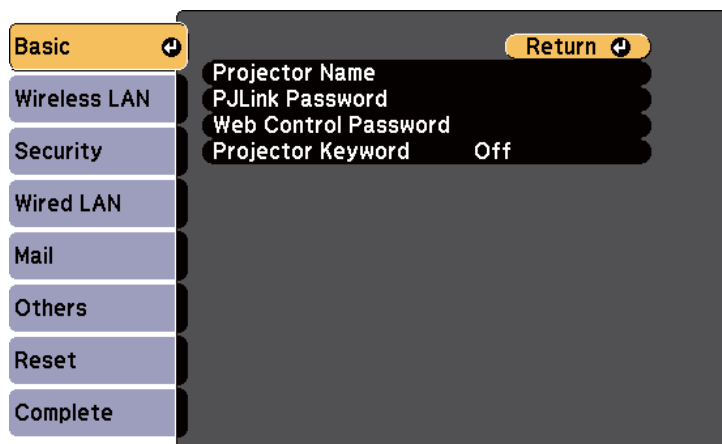 Basic
Wireless LAN
Security
Wired LAN
Mail
Others
Reset
Complete
Return
Projector Name
PJLink Password
Web Control Password
Projector Keyword Off